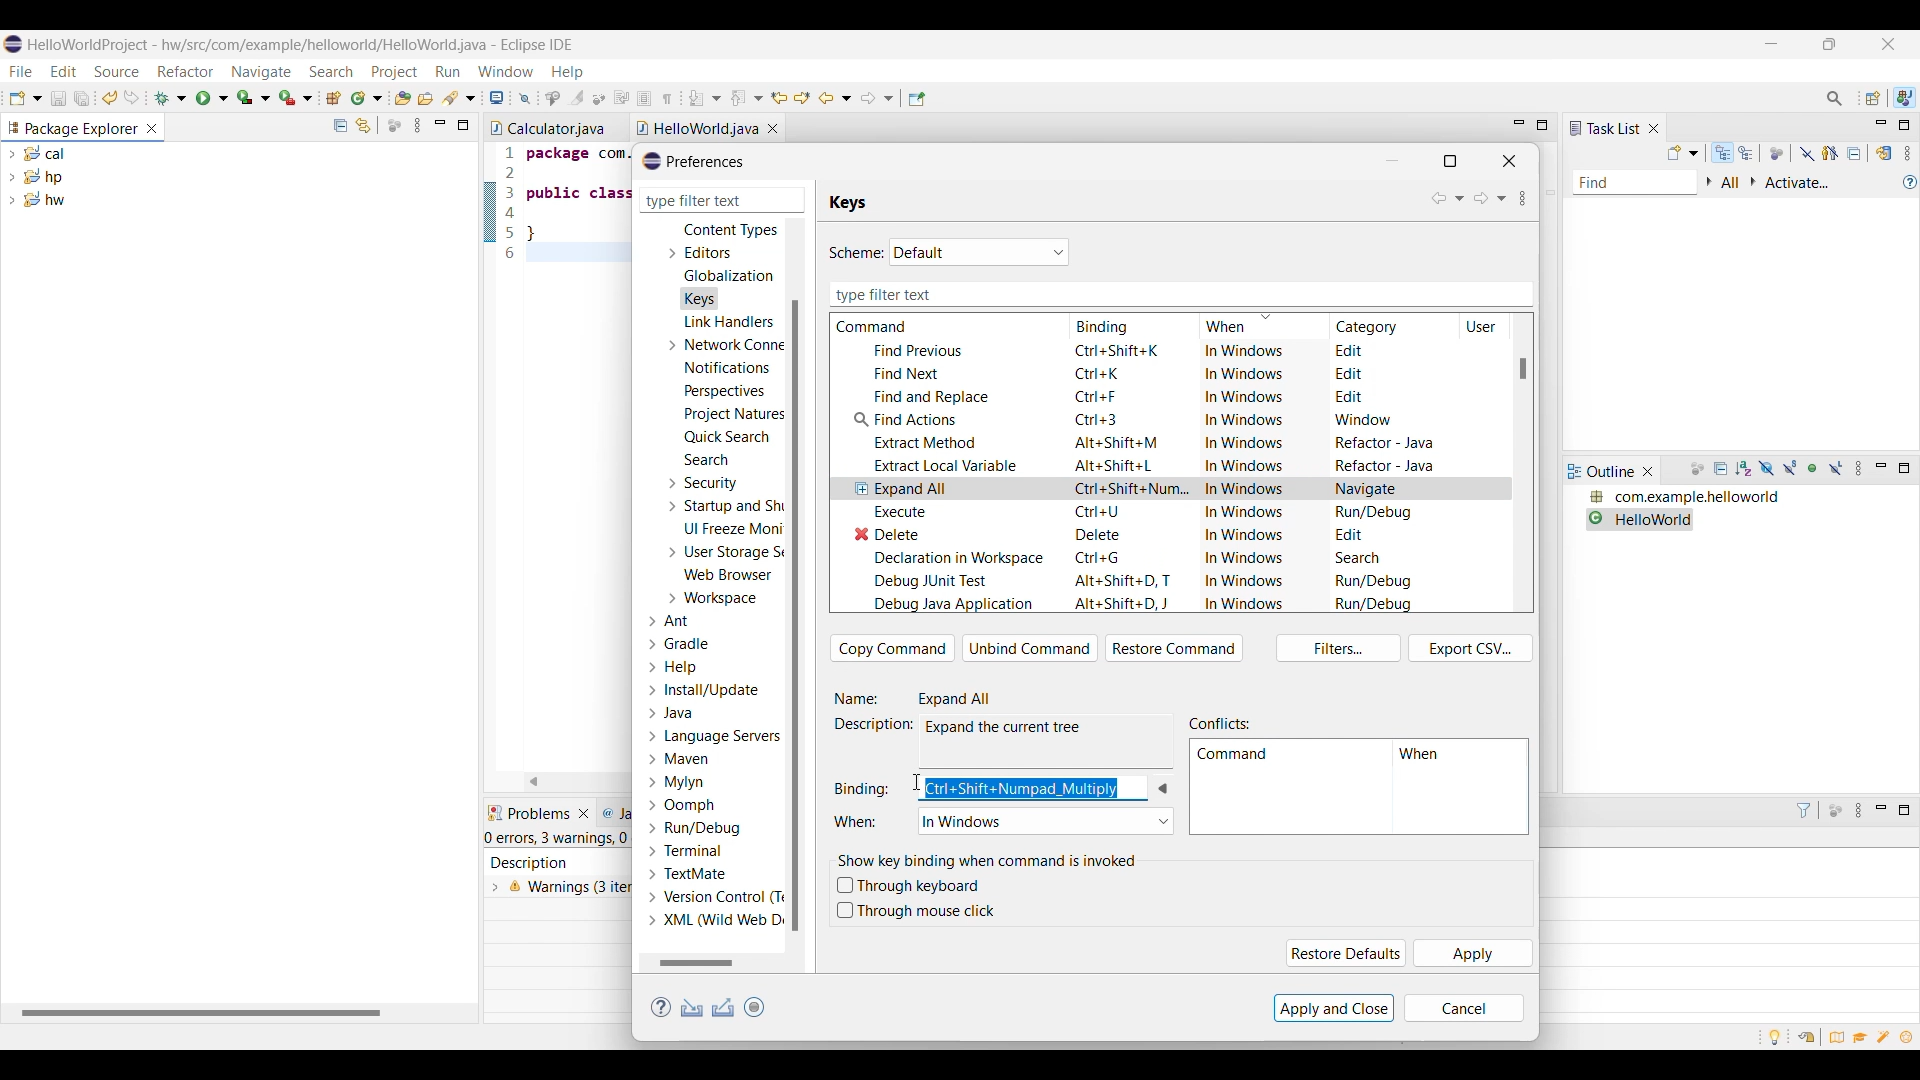 HelloWorldProject - hw/src/com/example/helloworld/HelloWorld.java - Eclipse IDE
File Edit Source Refactor Navigate Search Project Run Window Help
Package Explorer
cal
hp
hw
Calculator.java
HelloWorld.java
1 package com.
2
3 public class
4
5 }
6
Problems
@ Ja
0 errors, 3 warnings, 0
Description
Warnings (3 iter
Preferences
type filter text
Content Types
Editors
Globalization
Keys
Link Handlers
Network Conne
Notifications
Perspectives
Project Natures
Quick Search
Search
Security
Startup and Shu
UI Freeze Moni
User Storage Se
Web Browser
Workspace
Ant
Gradle
Help
Install/Update
Java
Language Servers
Maven
Mylyn
Oomph
Run/Debug
Terminal
TextMate
Version Control (Te
XML (Wild Web De
Keys
Scheme: Default
type filter text
Command Binding When Category User
Find Previous Ctrl+Shift+K In Windows Edit
Find Next Ctrl+K In Windows Edit
Find and Replace Ctrl+F In Windows Edit
Find Actions Ctrl+3 In Windows Window
Extract Method Alt+Shift+M In Windows Refactor - Java
Extract Local Variable Alt+Shift+L In Windows Refactor - Java
Expand All Ctrl+Shift+Num... In Windows Navigate
Execute Ctrl+U In Windows Run/Debug
Delete Delete In Windows Edit
Declaration in Workspace Ctrl+G In Windows Search
Debug JUnit Test Alt+Shift+D, T In Windows Run/Debug
Debug Java Application Alt+Shift+D, J In Windows Run/Debug
Copy Command Unbind Command Restore Command Filters... Export CSV...
Name: Expand All
Description: Expand the current tree
Binding: Ctrl+Shift+Numpad_Multiply
When: In Windows
Conflicts:
Command When
Show key binding when command is invoked
Through keyboard
Through mouse click
Restore Defaults Apply
Apply and Close Cancel
Task List
Find All Activate...
Outline
com.example.helloworld
HelloWorld